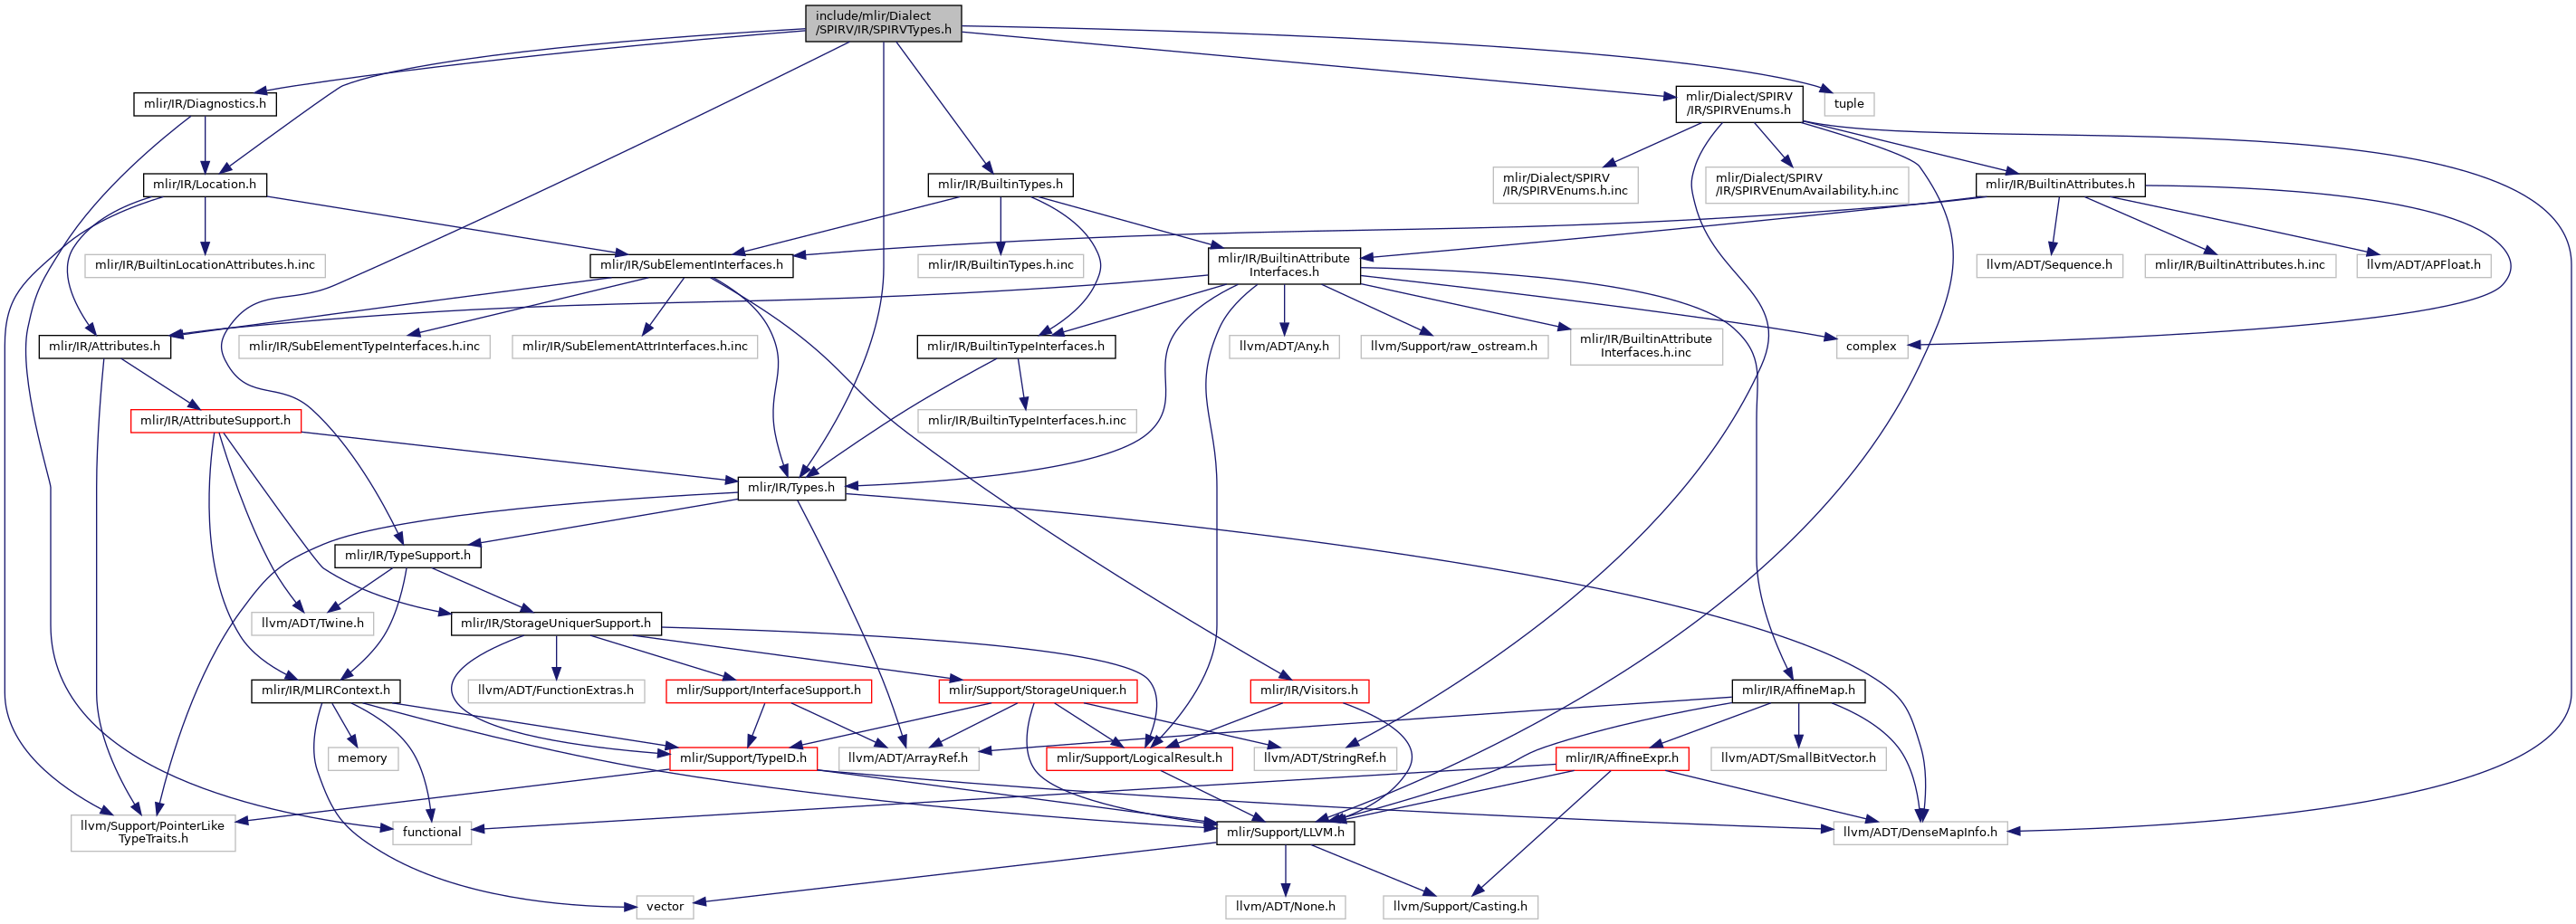 include/mlir/Dialect
/SPIRV/IR/SPIRVTypes.h
mlir/IR/Diagnostics.h
mlir/Dialect/SPIRV
/IR/SPIRVEnums.h
tuple
mlir/IR/Location.h
mlir/IR/BuiltinTypes.h
mlir/Dialect/SPIRV
/IR/SPIRVEnums.h.inc
mlir/Dialect/SPIRV
/IR/SPIRVEnumAvailability.h.inc
mlir/IR/BuiltinAttributes.h
mlir/IR/BuiltinLocationAttributes.h.inc
mlir/IR/SubElementInterfaces.h
mlir/IR/BuiltinTypes.h.inc
mlir/IR/BuiltinAttribute
Interfaces.h
llvm/ADT/Sequence.h
mlir/IR/BuiltinAttributes.h.inc
llvm/ADT/APFloat.h
mlir/IR/Attributes.h
mlir/IR/SubElementTypeInterfaces.h.inc
mlir/IR/SubElementAttrInterfaces.h.inc
mlir/IR/BuiltinTypeInterfaces.h
llvm/ADT/Any.h
llvm/Support/raw_ostream.h
mlir/IR/BuiltinAttribute
Interfaces.h.inc
complex
mlir/IR/AttributeSupport.h
mlir/IR/BuiltinTypeInterfaces.h.inc
mlir/IR/Types.h
mlir/IR/TypeSupport.h
llvm/ADT/Twine.h
mlir/IR/StorageUniquerSupport.h
mlir/IR/MLIRContext.h
llvm/ADT/FunctionExtras.h
mlir/Support/InterfaceSupport.h
mlir/Support/StorageUniquer.h
mlir/IR/Visitors.h
mlir/IR/AffineMap.h
memory
mlir/Support/TypeID.h
llvm/ADT/ArrayRef.h
mlir/Support/LogicalResult.h
llvm/ADT/StringRef.h
mlir/IR/AffineExpr.h
llvm/ADT/SmallBitVector.h
llvm/Support/PointerLike
TypeTraits.h
functional
mlir/Support/LLVM.h
llvm/ADT/DenseMapInfo.h
vector
llvm/ADT/None.h
llvm/Support/Casting.h